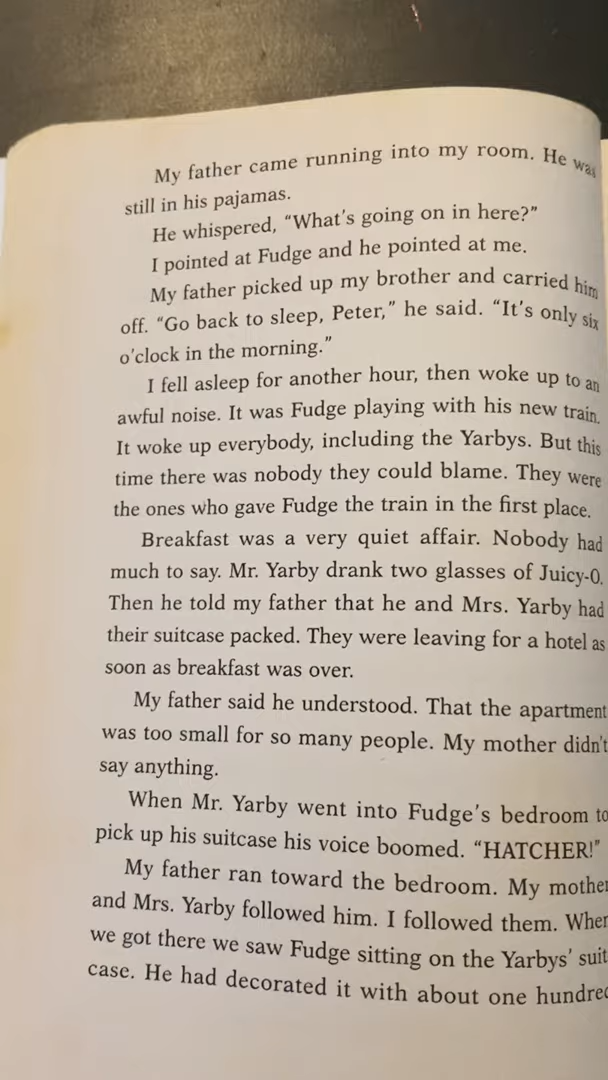 My father came running into my room. He was
still in his pajamas.
He whispered, “What’s going on in here?”
I pointed at Fudge and he pointed at me.
My father picked up my brother and carried him
off. “Go back to sleep, Peter,” he said. “It’s only six
o’clock in the morning.”
I fell asleep for another hour, then woke up to an
awful noise. It was Fudge playing with his new train.
It woke up everybody, including the Yarbys. But this
time there was nobody they could blame. They were
the ones who gave Fudge the train in the first place.
Breakfast was a very quiet affair. Nobody had
much to say. Mr. Yarby drank two glasses of Juicy-O.
Then he told my father that he and Mrs. Yarby had
their suitcase packed. They were leaving for a hotel as
soon as breakfast was over.
My father said he understood. That the apartment
was too small for so many people. My mother didn’t
say anything.
When Mr. Yarby went into Fudge’s bedroom to
pick up his suitcase his voice boomed. “HATCHER!”
My father ran toward the bedroom. My mother
and Mrs. Yarby followed him. I followed them. When
we got there we saw Fudge sitting on the Yarbys’ suit
case. He had decorated it with about one hundred